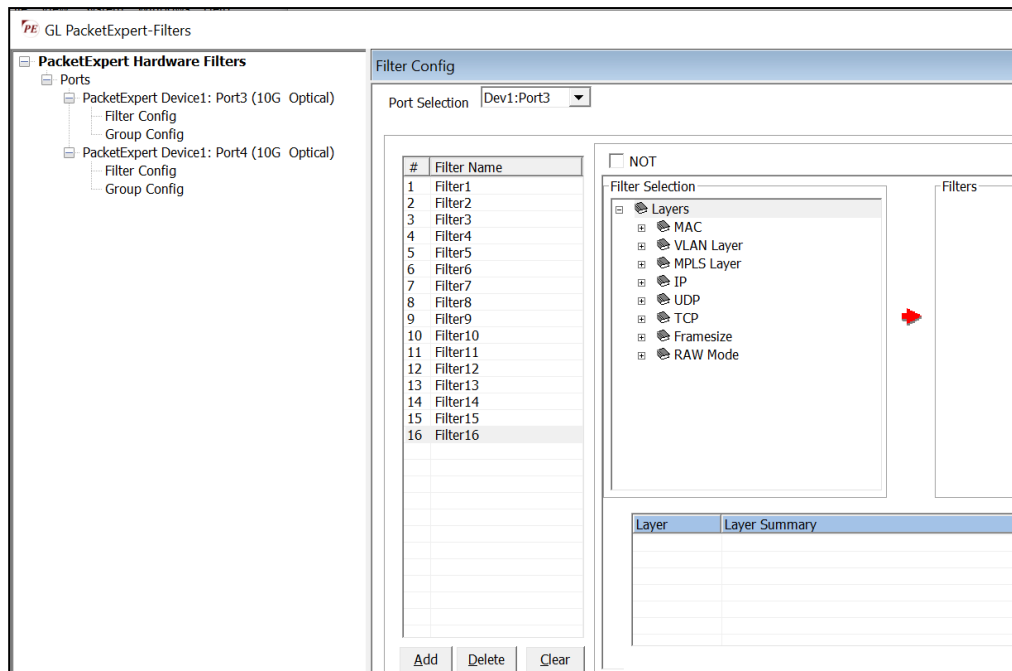 PE GL PacketExpert-Filters
PacketExpert Hardware Filters
Ports
PacketExpert Device1: Port3 (10G Optical)
Filter Config
Group Config
PacketExpert Device1: Port4 (10G Optical)
Filter Config
Group Config
Filter Config
Port Selection Dev1:Port3
# Filter Name
1 Filter1
2 Filter2
3 Filter3
4 Filter4
5 Filter5
6 Filter6
7 Filter7
8 Filter8
9 Filter9
10 Filter10
11 Filter11
12 Filter12
13 Filter13
14 Filter14
15 Filter15
16 Filter16
Add Delete Clear
NOT
Filter Selection
Layers
MAC
VLAN Layer
MPLS Layer
IP
UDP
TCP
Framesize
RAW Mode
Filters
Layer Layer Summary